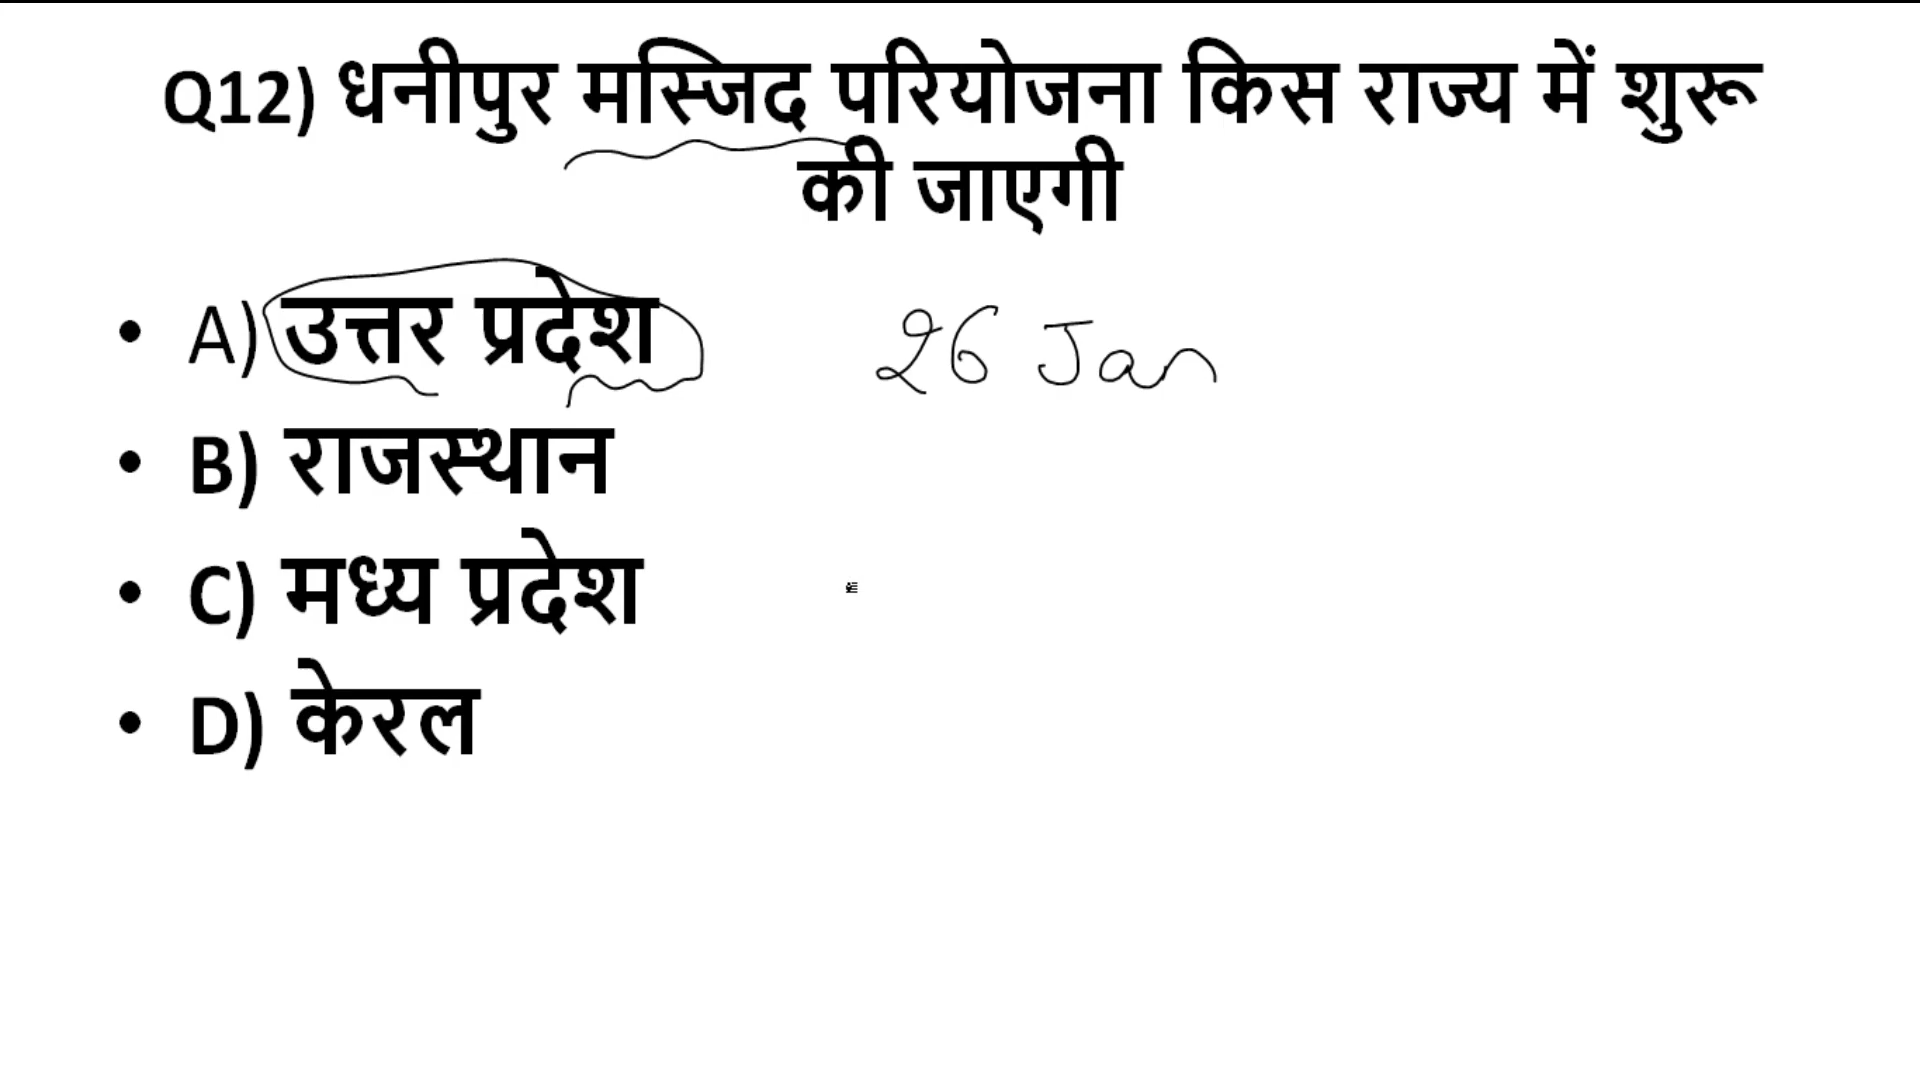 Q12) धनीपुर मस्जिद परियोजना किस राज्य में शुरू
की जाएगी
• A) उत्तर प्रदेश 26 Jan
• B) राजस्थान
• C) मध्य प्रदेश
• D) केरल